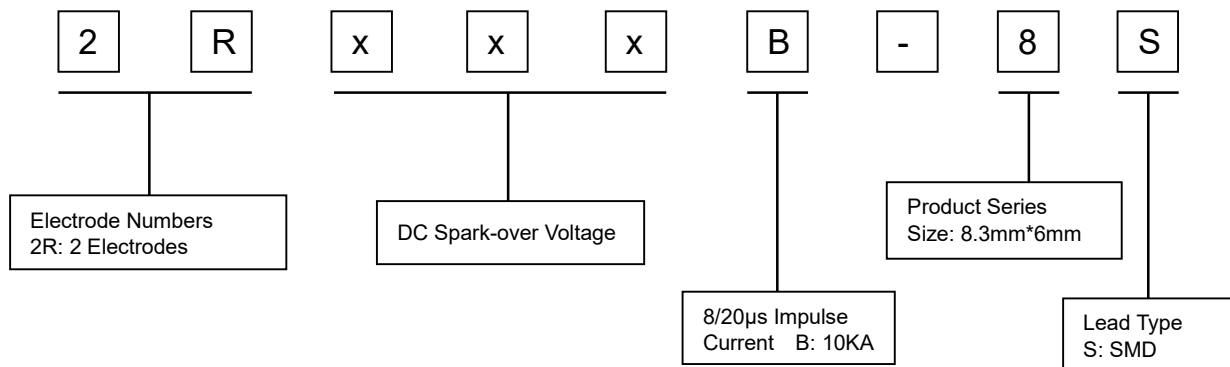 2 R x x x B - 8 S
Electrode Numbers
2R: 2 Electrodes
DC Spark-over Voltage
8/20µs Impulse
Current B: 10KA
Product Series
Size: 8.3mm*6mm
Lead Type
S: SMD